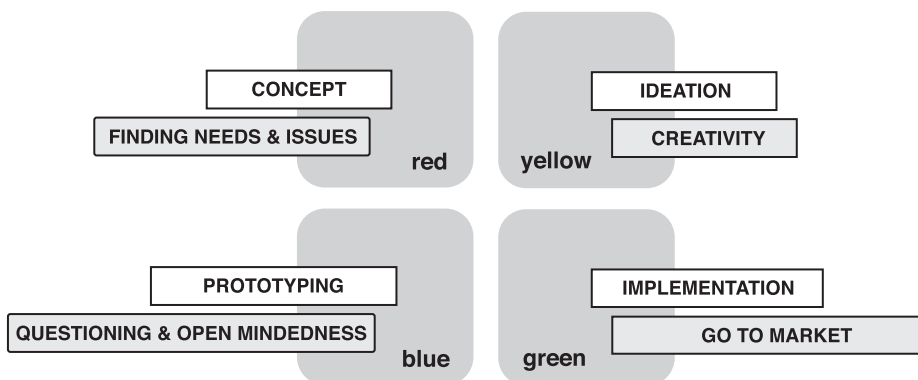 CONCEPT
FINDING NEEDS & ISSUES
red
IDEATION
CREATIVITY
yellow
PROTOTYPING
QUESTIONING & OPEN MINDEDNESS
blue
IMPLEMENTATION
GO TO MARKET
green